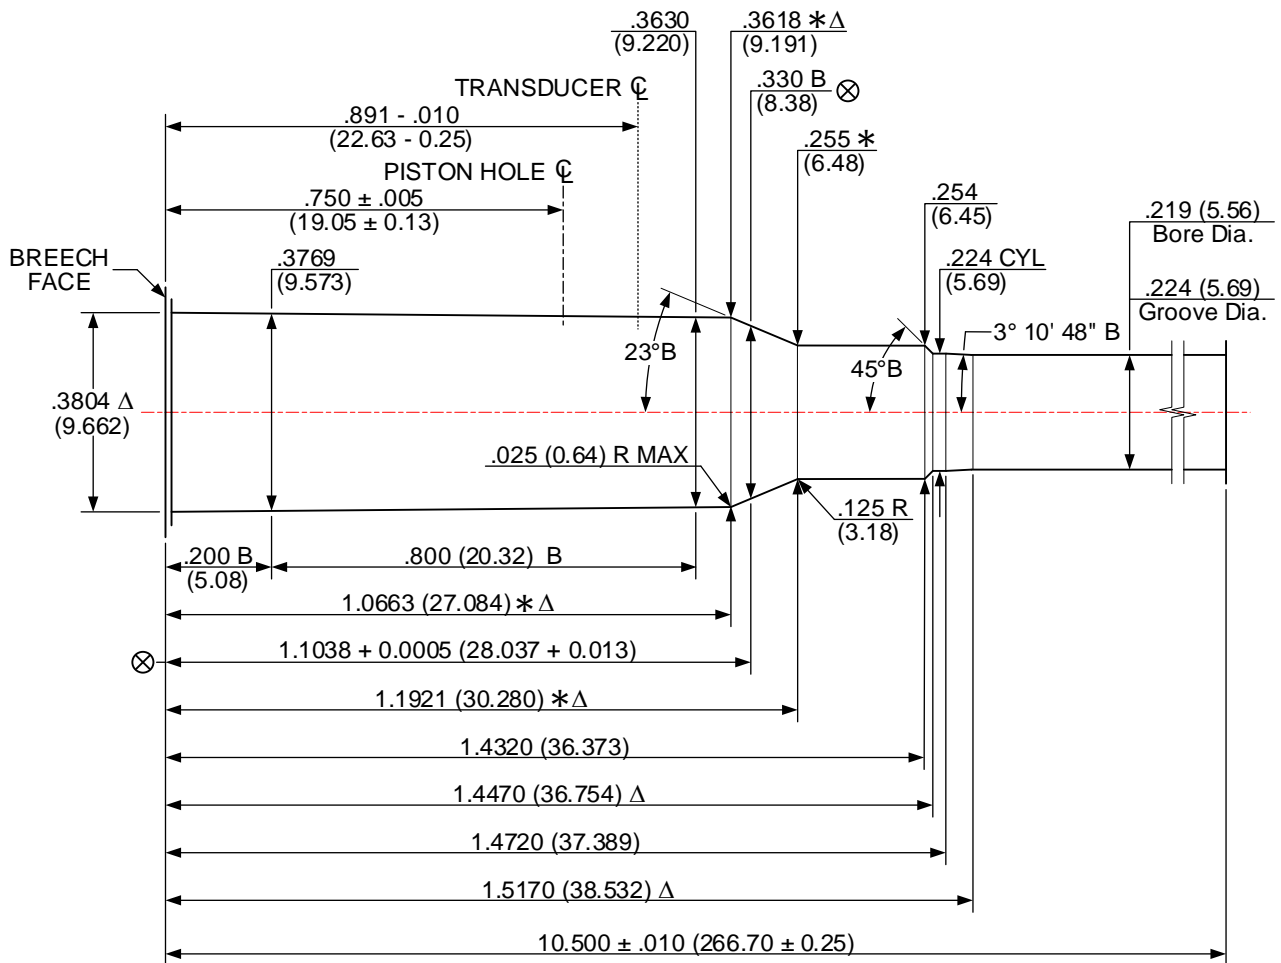 .3630
(9.220)
.3618 * Δ
(9.191)
TRANSDUCER ℄
.330 B ⊗
(8.38)
.891 - .010
(22.63 - 0.25)
.255 *
(6.48)
PISTON HOLE ℄
.750 ± .005
(19.05 ± 0.13)
.254
(6.45)
.219 (5.56)
Bore Dia.
BREECH
FACE
.3769
(9.573)
.224 CYL
(5.69)
.224 (5.69)
Groove Dia.
3° 10' 48" B
23°B
45°B
.3804 Δ
(9.662)
.025 (0.64) R MAX
.125 R
(3.18)
.200 B
(5.08)
.800 (20.32) B
1.0663 (27.084) * Δ
⊗ 1.1038 + 0.0005 (28.037 + 0.013)
1.1921 (30.280) * Δ
1.4320 (36.373)
1.4470 (36.754) Δ
1.4720 (37.389)
1.5170 (38.532) Δ
10.500 ± .010 (266.70 ± 0.25)